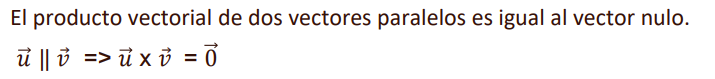 El producto vectorial de dos vectores paralelos es igual al vector nulo.
u⃗ ∥ v⃗ => u⃗ x v⃗ = 0⃗